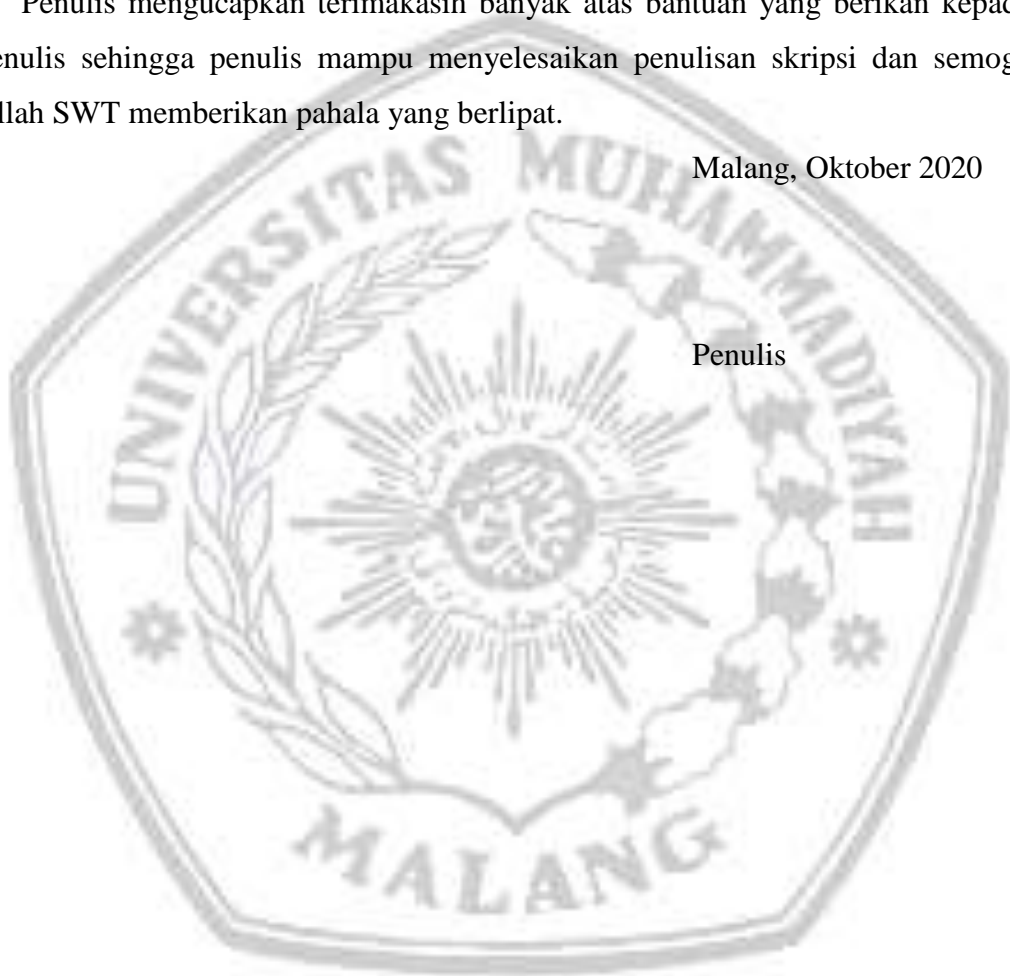 Penulis mengucapkan terimakasih banyak atas bantuan yang berikan kepad
enulis sehingga penulis mampu menyelesaikan penulisan skripsi dan semog
llah SWT memberikan pahala yang berlipat.
Malang, Oktober 2020
Penulis
UNIVERSITAS MUHAMMADIYAH
MALANG